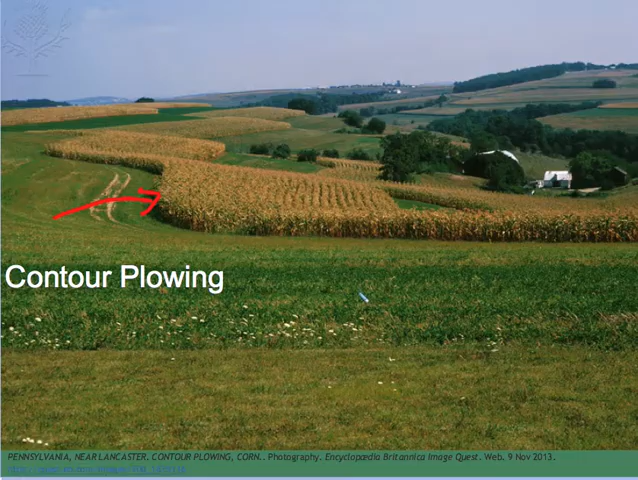 Contour Plowing
PENNSYLVANIA, NEAR LANCASTER. CONTOUR PLOWING, CORN.. Photography. Encyclopædia Britannica Image Quest. Web. 9 Nov 2013.